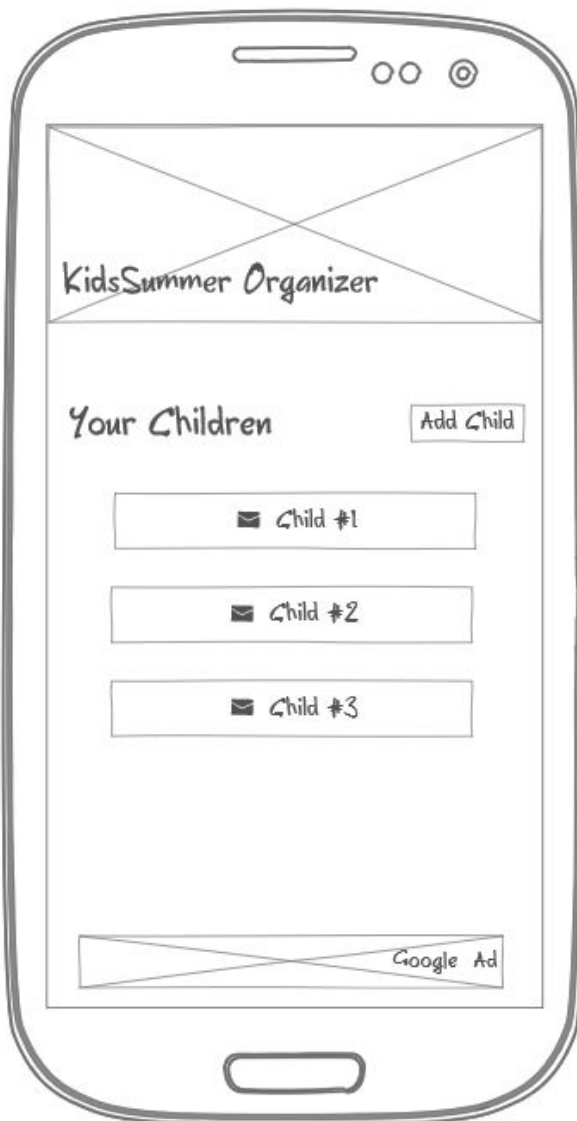 KidsSummer Organizer
Your Children
Add Child
Child #1
Child #2
Child #3
Google Ad